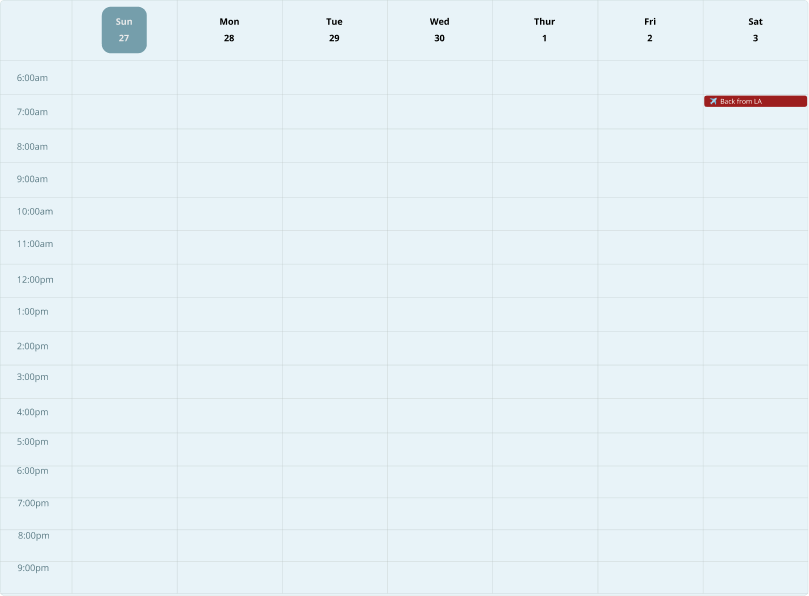 Sun Mon Tue Wed Thur Fri Sat
27 28 29 30 1 2 3
6:00am
✈️ Back from LA
7:00am
8:00am
9:00am
10:00am
11:00am
12:00pm
1:00pm
2:00pm
3:00pm
4:00pm
5:00pm
6:00pm
7:00pm
8:00pm
9:00pm